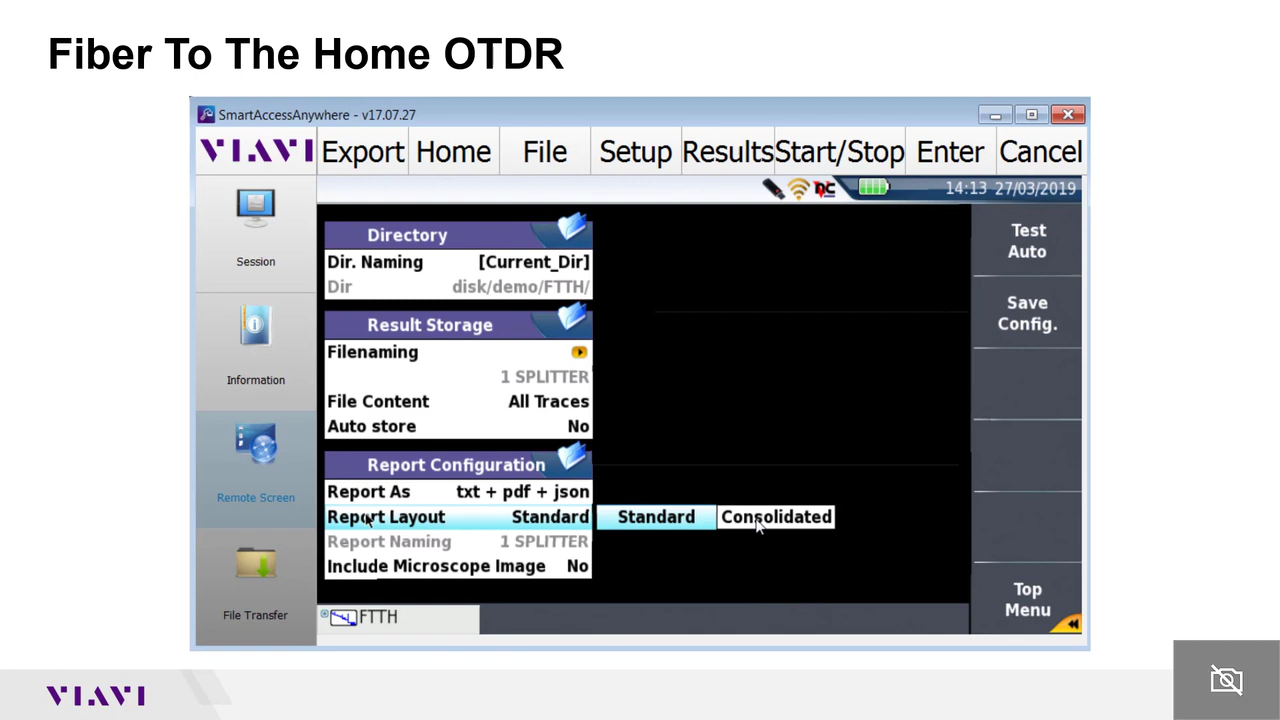 Fiber To The Home OTDR
SmartAccessAnywhere - v17.07.27
VIAVI Export Home File Setup Results Start/Stop Enter Cancel
14:13 27/03/2019
Session
Information
Remote Screen
File Transfer
Directory
Dir. Naming [Current_Dir]
Dir disk/demo/FTTH/
Result Storage
Filenaming
1 SPLITTER
File Content All Traces
Auto store No
Report Configuration
Report As txt + pdf + json
Report Layout Standard Standard Consolidated
Report Naming 1 SPLITTER
Include Microscope Image No
FTTH
Test
Auto
Save
Config.
Top
Menu
VIAVI